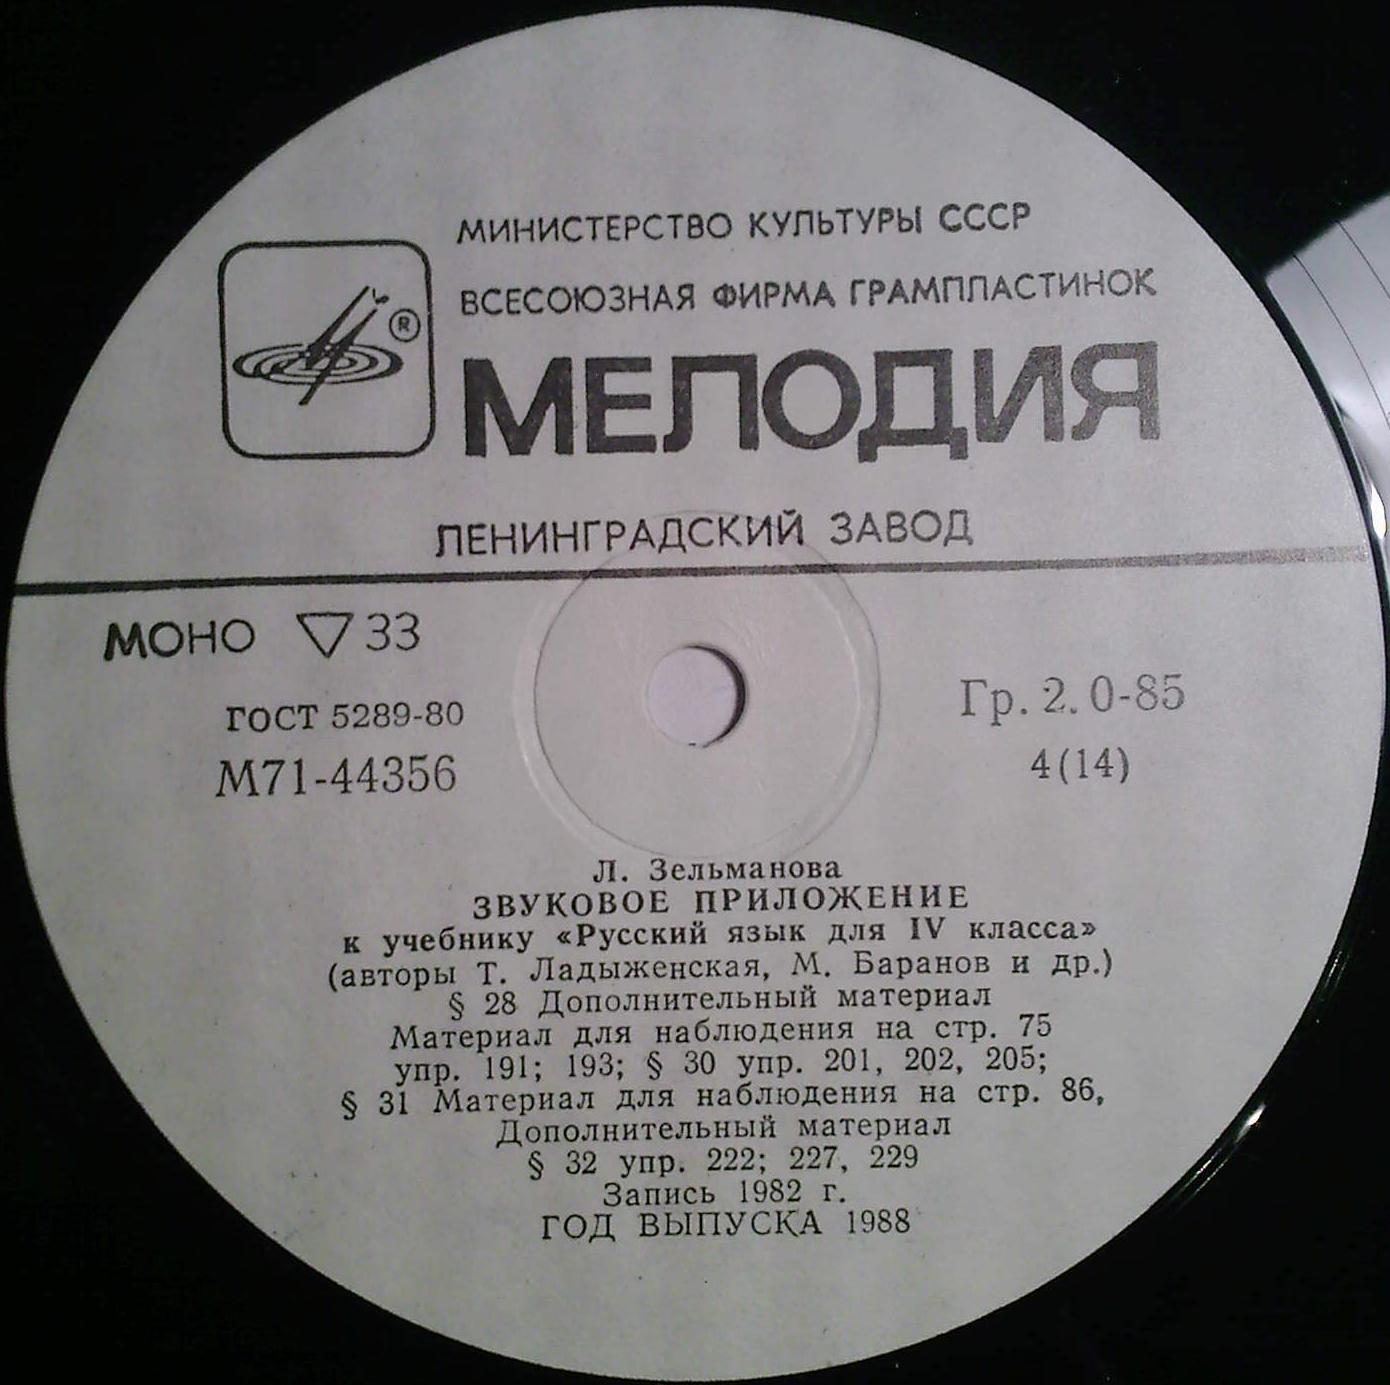 МИНИСТЕРСТВО КУЛЬТУРЫ СССР
ВСЕСОЮЗНАЯ ФИРМА ГРАМПЛАСТИНОК
®
МЕЛОДИЯ
ЛЕНИНГРАДСКИЙ ЗАВОД
МОНО ▽ 33
ГОСТ 5289-80
М71-44356
Гр. 2. 0-85
4(14)
Л. Зельманова
ЗВУКОВОЕ ПРИЛОЖЕНИЕ
к учебнику «Русский язык для IV класса»
(авторы Т. Ладыженская, М. Баранов и др.)
§ 28 Дополнительный материал
Материал для наблюдения на стр. 75
упр. 191; 193; § 30 упр. 201, 202, 205;
§ 31 Материал для наблюдения на стр. 86,
Дополнительный материал
§ 32 упр. 222; 227, 229
Запись 1982 г.
ГОД ВЫПУСКА 1988